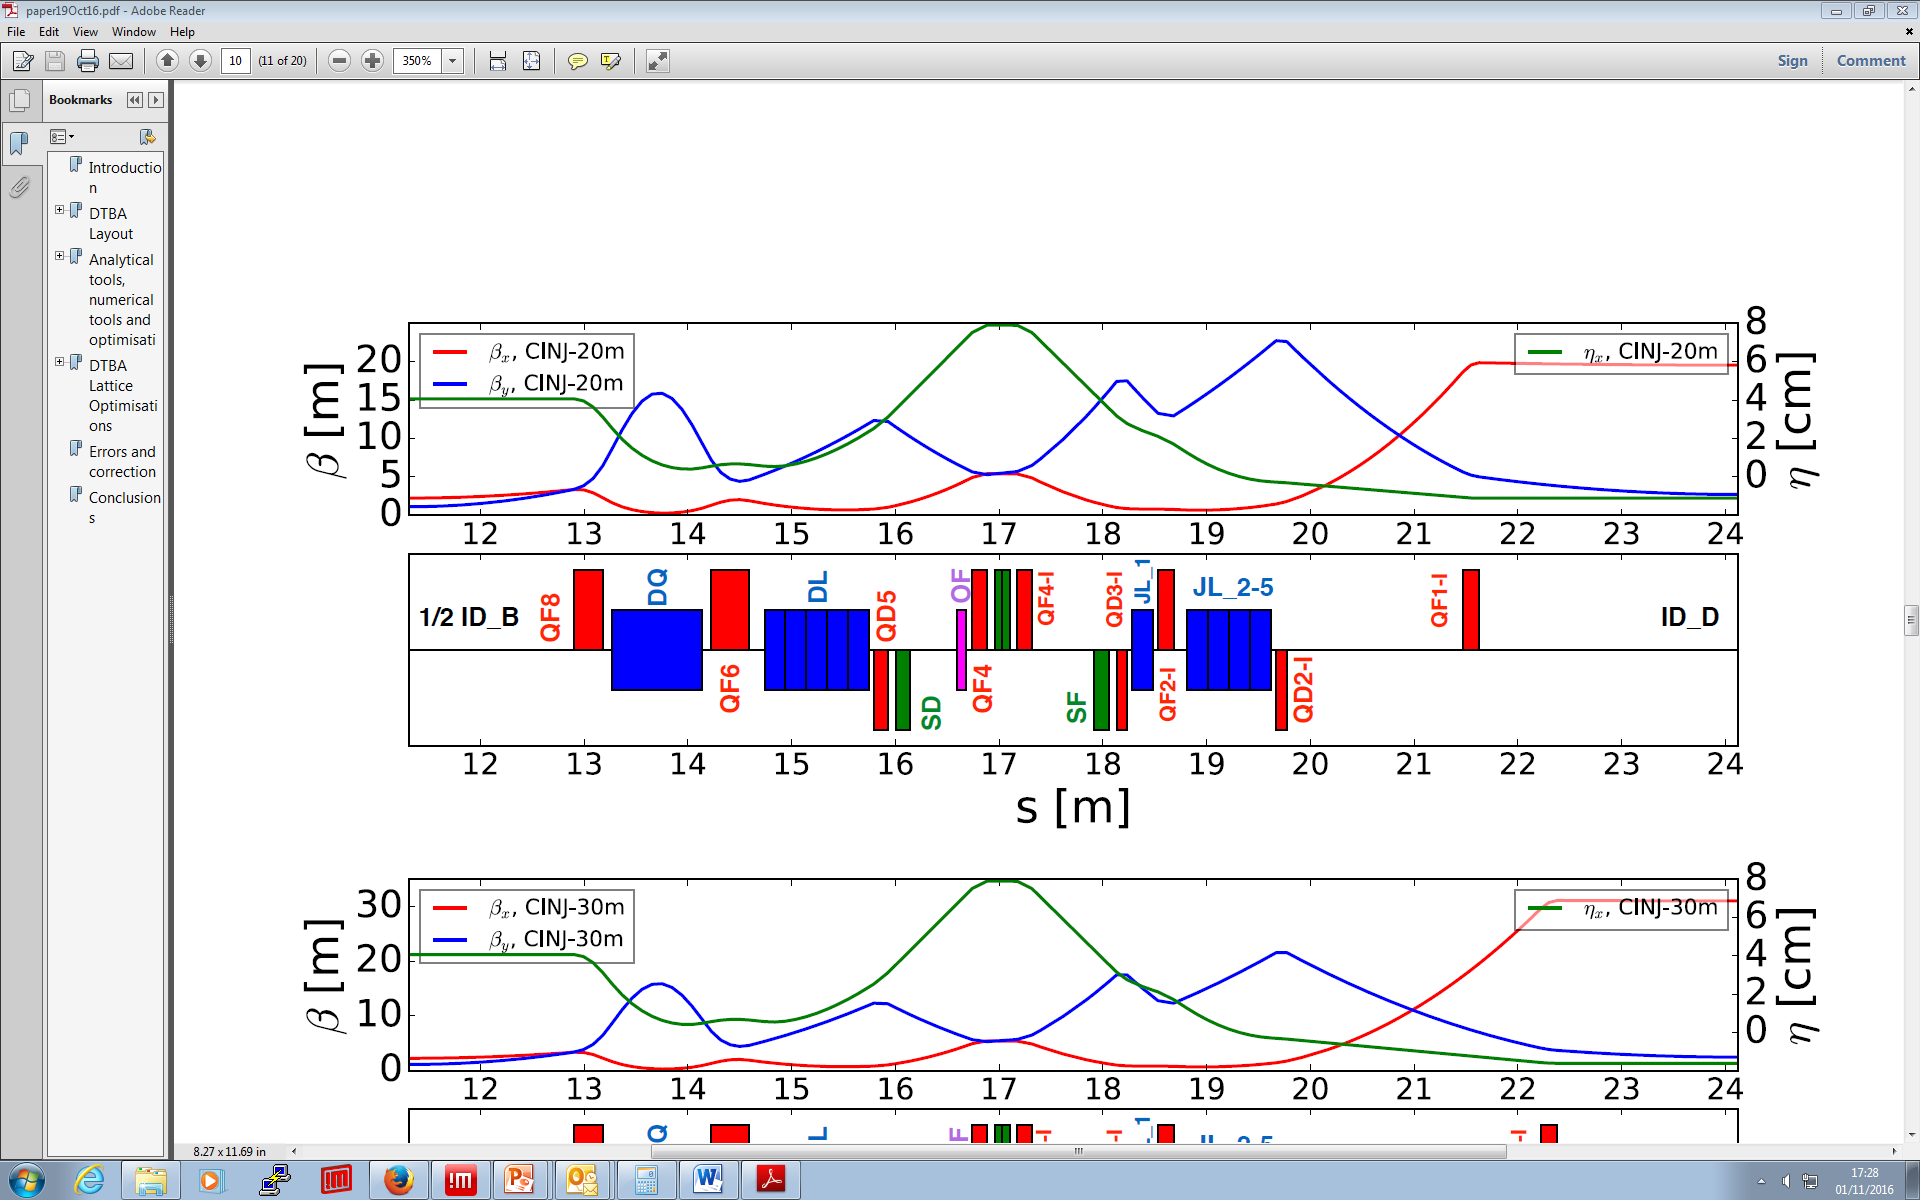 paper19Oct16.pdf - Adobe Reader
File Edit View Window Help
10 (11 of 20) 350% Sign Comment
Bookmarks
Introductio
n
DTBA
Layout
Analytical
tools,
numerical
tools and
optimisati
DTBA
Lattice
Optimisati
ons
Errors and
correction
Conclusion
s
β [m]
20
15
10
5
0
βx, CINJ-20m
βy, CINJ-20m
ηx, CINJ-20m
8
6
4
2
0
η [cm]
12 13 14 15 16 17 18 19 20 21 22 23 24
1/2 ID_B
QF8
DQ
QF6
DL
QD5
SD
OF
QF4
QF4-I
SF
QD3-I
JL_1
QF2-I
JL_2-5
QD2-I
QF1-I
ID_D
12 13 14 15 16 17 18 19 20 21 22 23 24
s [m]
β [m]
30
20
10
0
βx, CINJ-30m
βy, CINJ-30m
ηx, CINJ-30m
8
6
4
2
0
η [cm]
12 13 14 15 16 17 18 19 20 21 22 23 24
8.27 x 11.69 in
17:28
01/11/2016